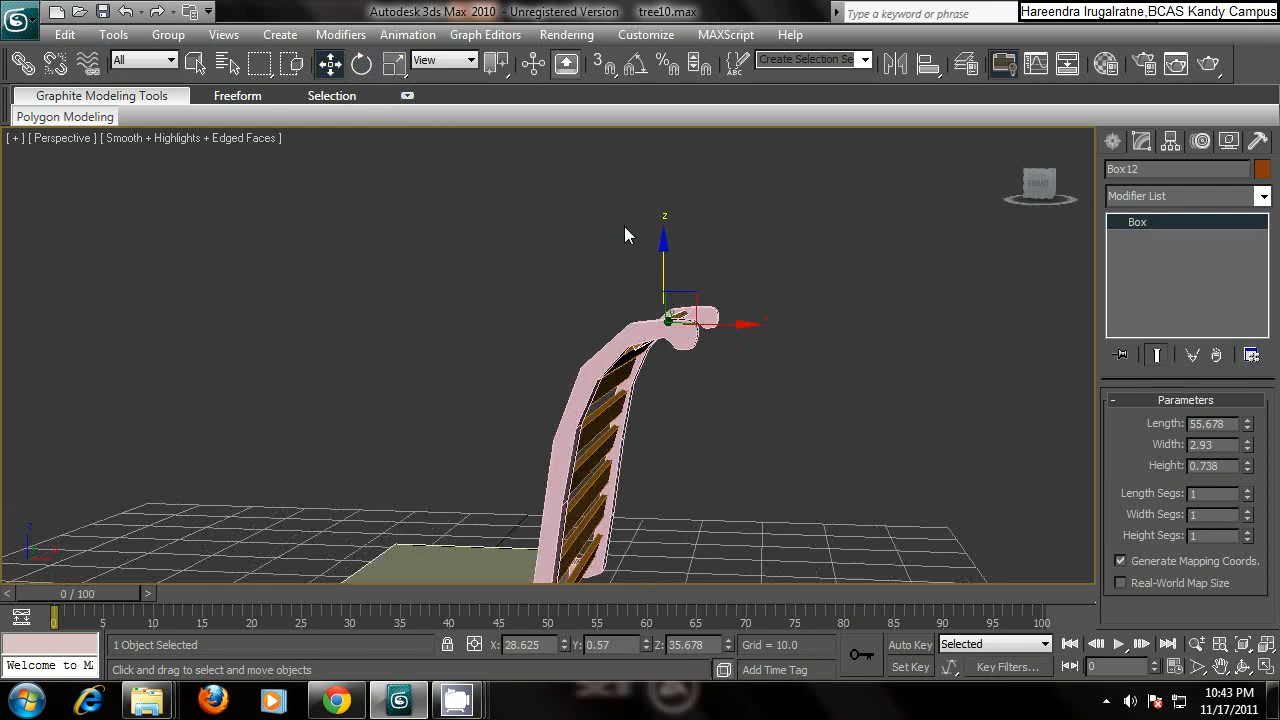 Autodesk 3ds Max 2010 - Unregistered Version tree10.max
Type a keyword or phrase
Hareendra Irugalratne,BCAS Kandy Campus
Edit Tools Group Views Create Modifiers Animation Graph Editors Rendering Customize MAXScript Help
All View Create Selection Se
Graphite Modeling Tools Freeform Selection
Polygon Modeling
[ + ] [ Perspective ] [ Smooth + Highlights + Edged Faces ]
Box12
Modifier List
Box
z
x
- Parameters
Length: 55.678
Width: 2.93
Height: 0.738
Length Segs: 1
Width Segs: 1
Height Segs: 1
Generate Mapping Coords.
Real-World Map Size
< 0 / 100 >
0 5 10 15 20 25 30 35 40 45 50 55 60 65 70 75 80 85 90 95 100
1 Object Selected X: 28.625 Y: 0.57 Z: 35.678 Grid = 10.0 Auto Key Selected
Welcome to MA Click and drag to select and move objects Add Time Tag Set Key Key Filters... 0
10:43 PM
11/17/2011